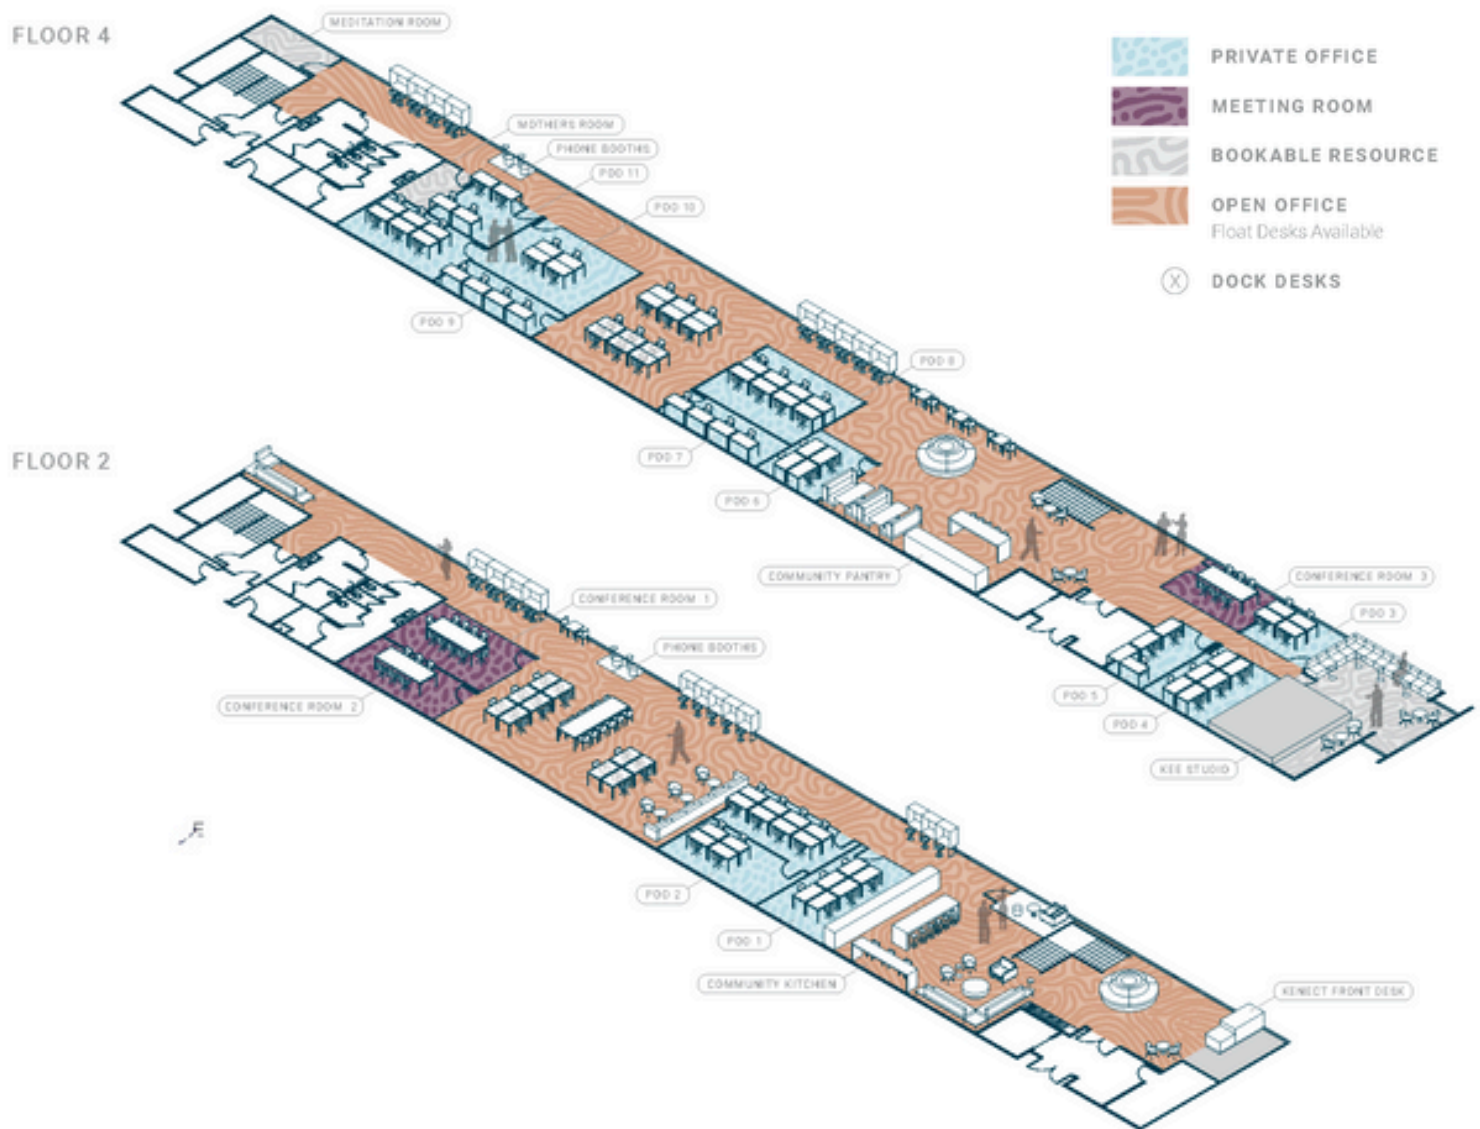 FLOOR 4
MEDITATION ROOM
MOTHERS ROOM
PHONE BOOTHS
POD 11
POD 10
POD 9
POD 8
POD 7
POD 6
COMMUNITY PANTRY
CONFERENCE ROOM 3
POD 3
POD 5
POD 4
KEE STUDIO
PRIVATE OFFICE
MEETING ROOM
BOOKABLE RESOURCE
OPEN OFFICE
Float Desks Available
X
DOCK DESKS
FLOOR 2
CONFERENCE ROOM 1
PHONE BOOTHS
CONFERENCE ROOM 2
POD 2
POD 1
COMMUNITY KITCHEN
KENECT FRONT DESK